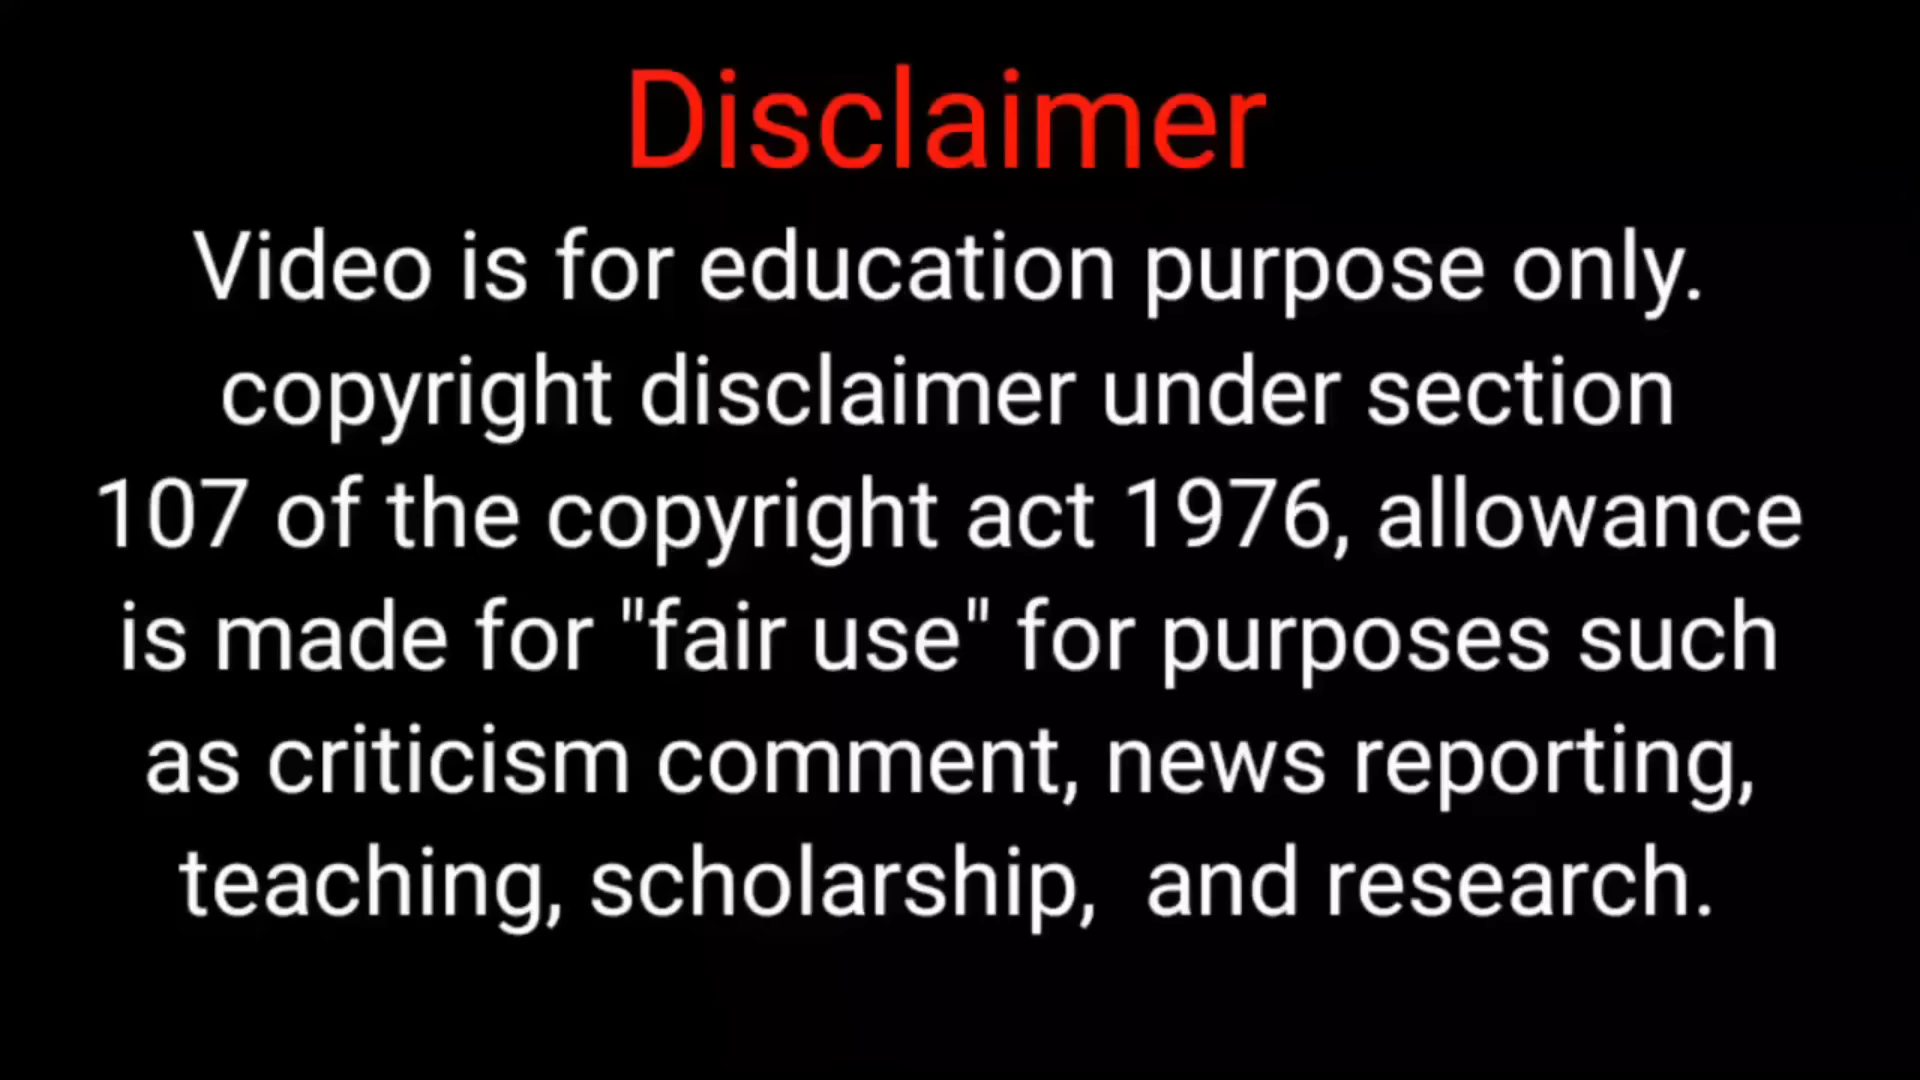 Disclaimer
Video is for education purpose only.
copyright disclaimer under section
107 of the copyright act 1976, allowance
is made for "fair use" for purposes such
as criticism comment, news reporting,
teaching, scholarship,  and research.